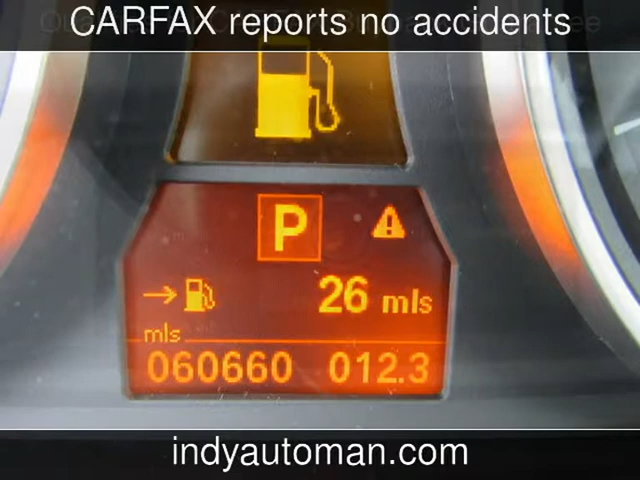 CARFAX reports no accidents
P
26 mls
mls
060660 012.3
indyautoman.com